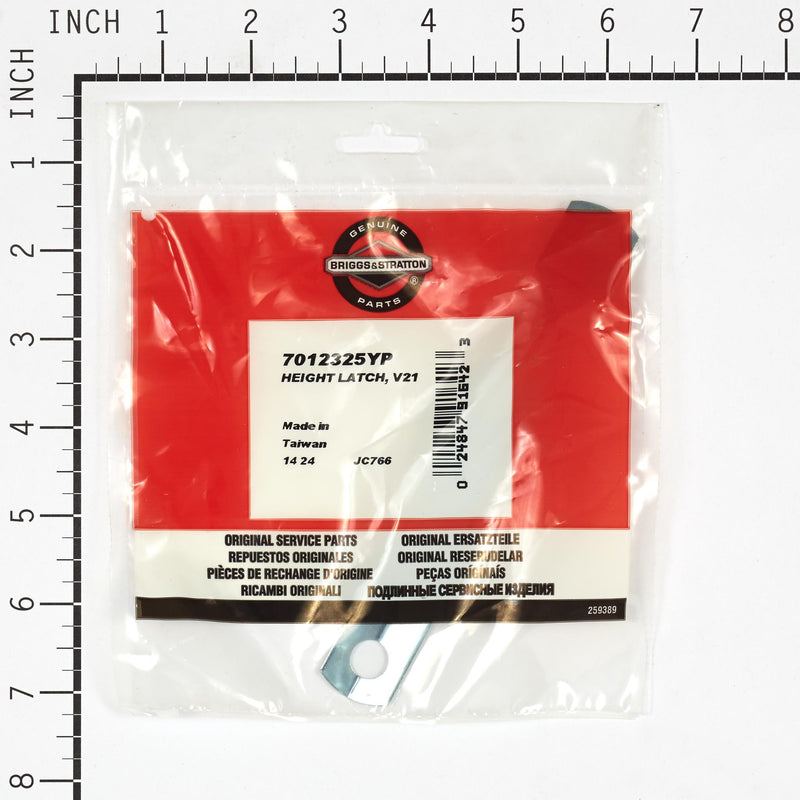 INCH 1 2 3 4 5 6 7 8
INCH 1 2 3 4 5 6 7 8
GENUINE
BRIGGS&STRATTON
®
PARTS
7012325YP
HEIGHT LATCH, V21
Made in
Taiwan
14 24 JC766
0 24847 91642 3
ORIGINAL SERVICE PARTS ORIGINAL ERSATZTEILE
REPUESTOS ORIGINALES ORIGINAL RESERVDELAR
PIÈCES DE RECHANGE D'ORIGINE PEÇAS ORIGINAIS
RICAMBI ORIGINALI ПОДЛИННЫЕ СЕРВИСНЫЕ ИЗДЕЛИЯ
259389